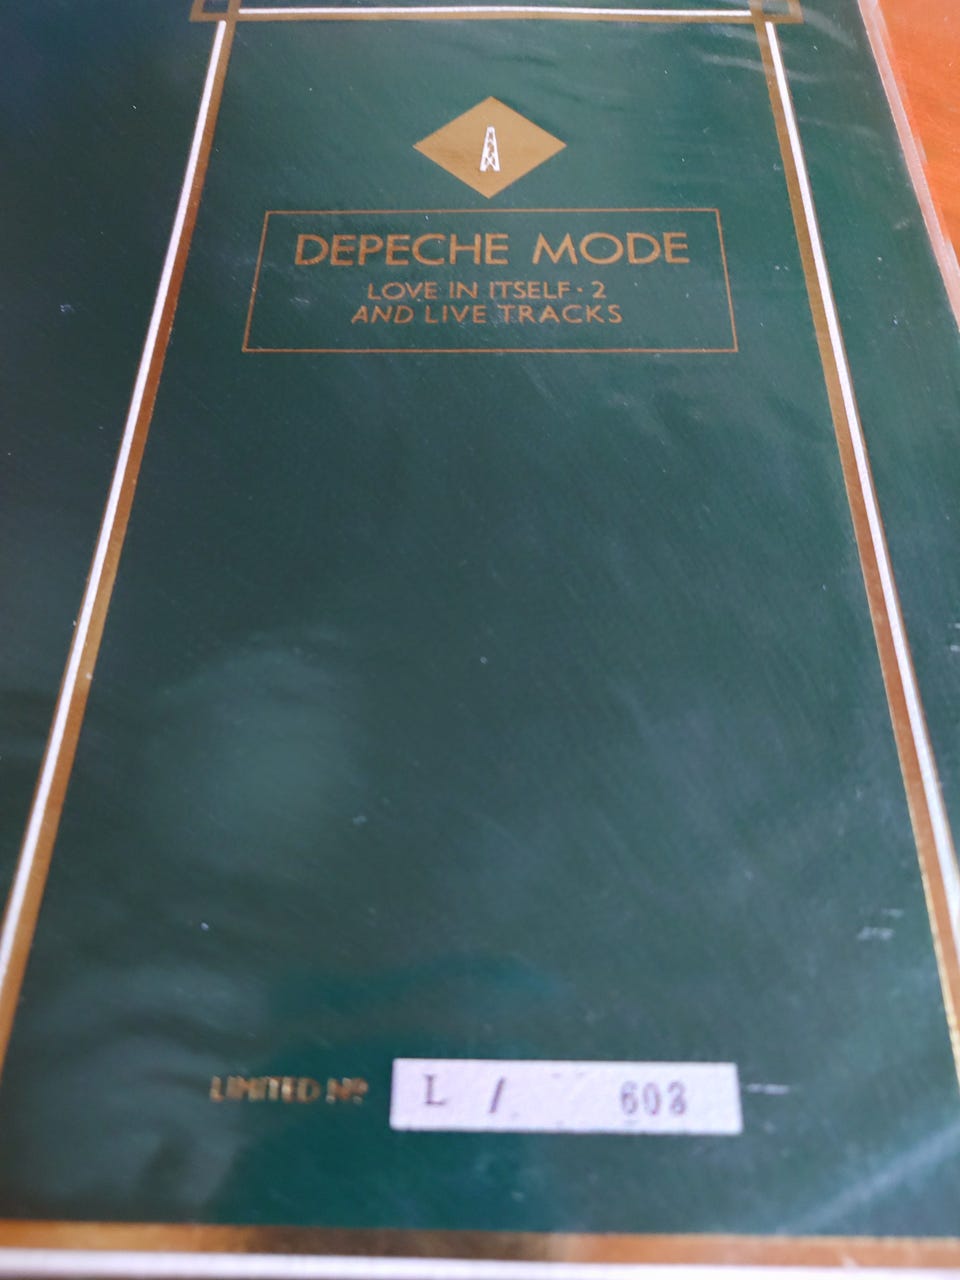 DEPECHE MODE
LOVE IN ITSELF · 2
AND LIVE TRACKS
LIMITED Nº
L / 603